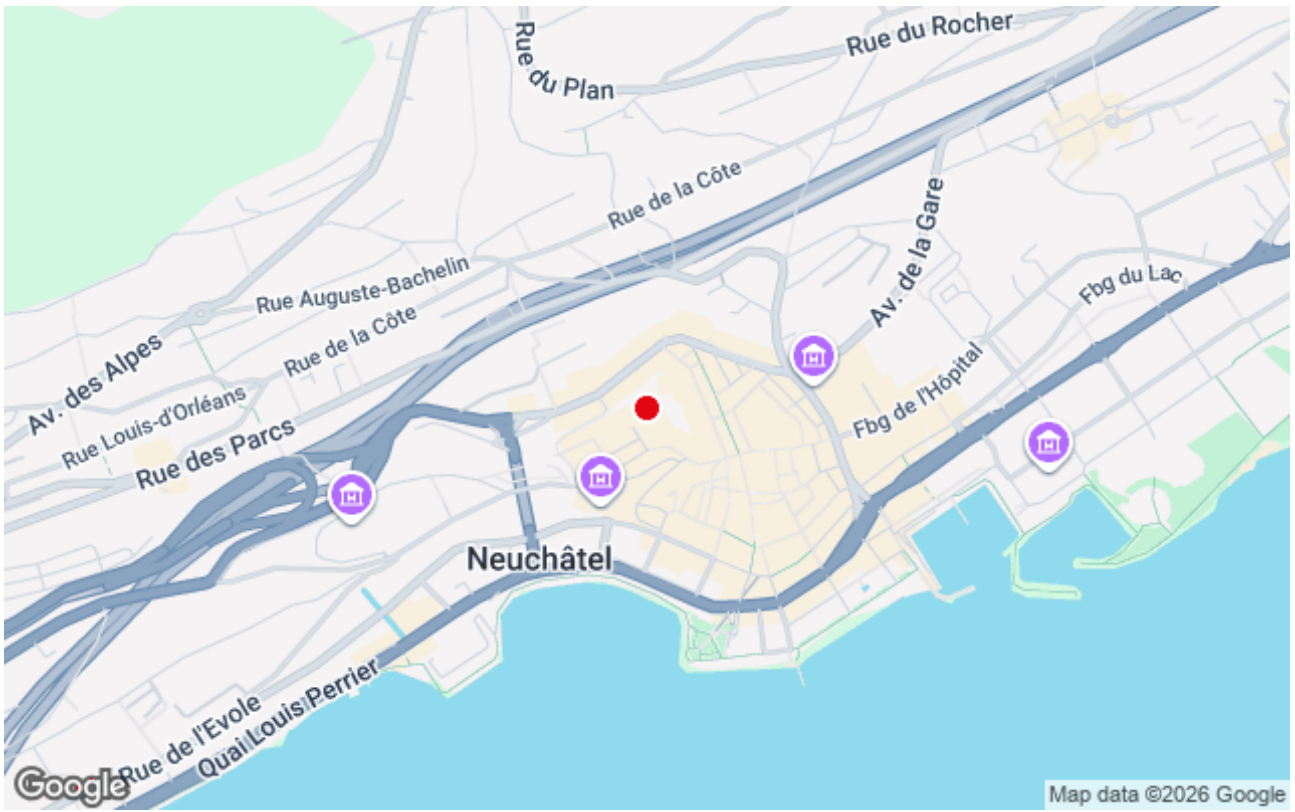 Rue du Rocher
Rue du Plan
Rue de la Côte
Av. de la Gare
Rue Auguste-Bachelin
Fbg du Lac
Rue de la Côte
Av. des Alpes
Rue Louis-d'Orléans
Fbg de l'Hôpital
Rue des Parcs
Neuchâtel
Quai Louis Perrier
Rue de l'Evole
Google
Map data ©2026 Google